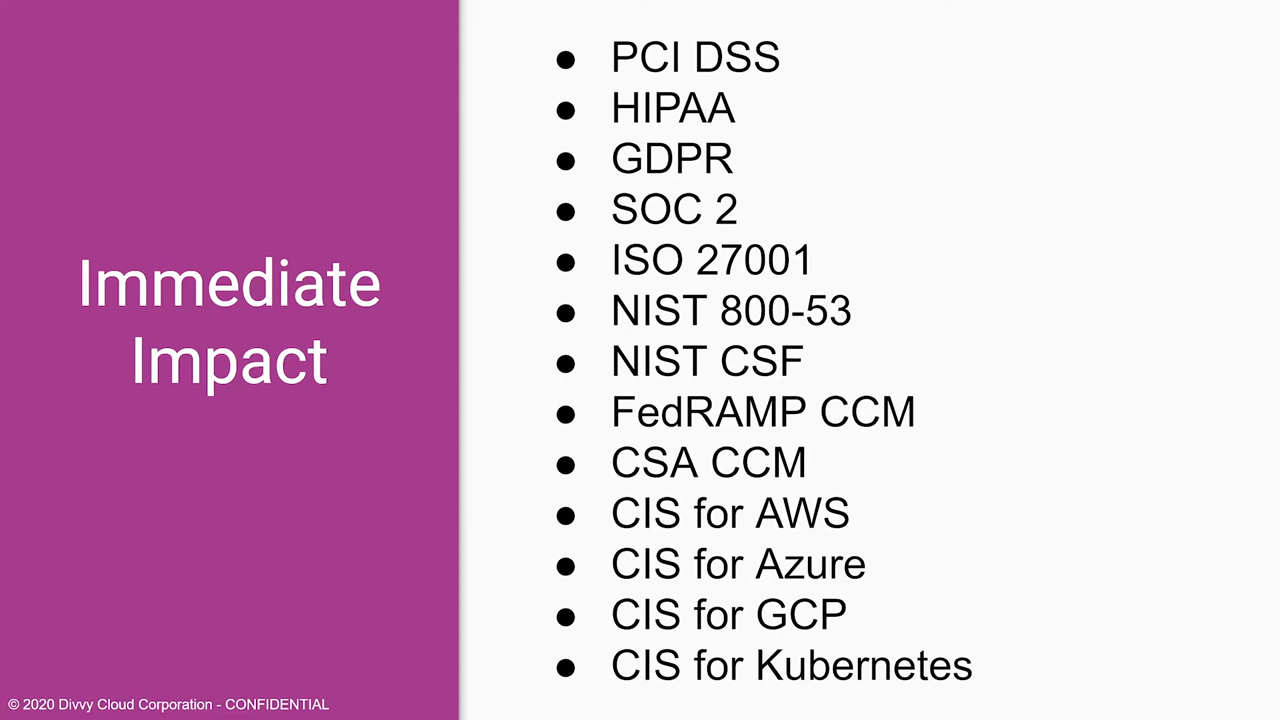 Immediate
Impact
● PCI DSS
● HIPAA
● GDPR
● SOC 2
● ISO 27001
● NIST 800-53
● NIST CSF
● FedRAMP CCM
● CSA CCM
● CIS for AWS
● CIS for Azure
● CIS for GCP
● CIS for Kubernetes
© 2020 Divvy Cloud Corporation - CONFIDENTIAL